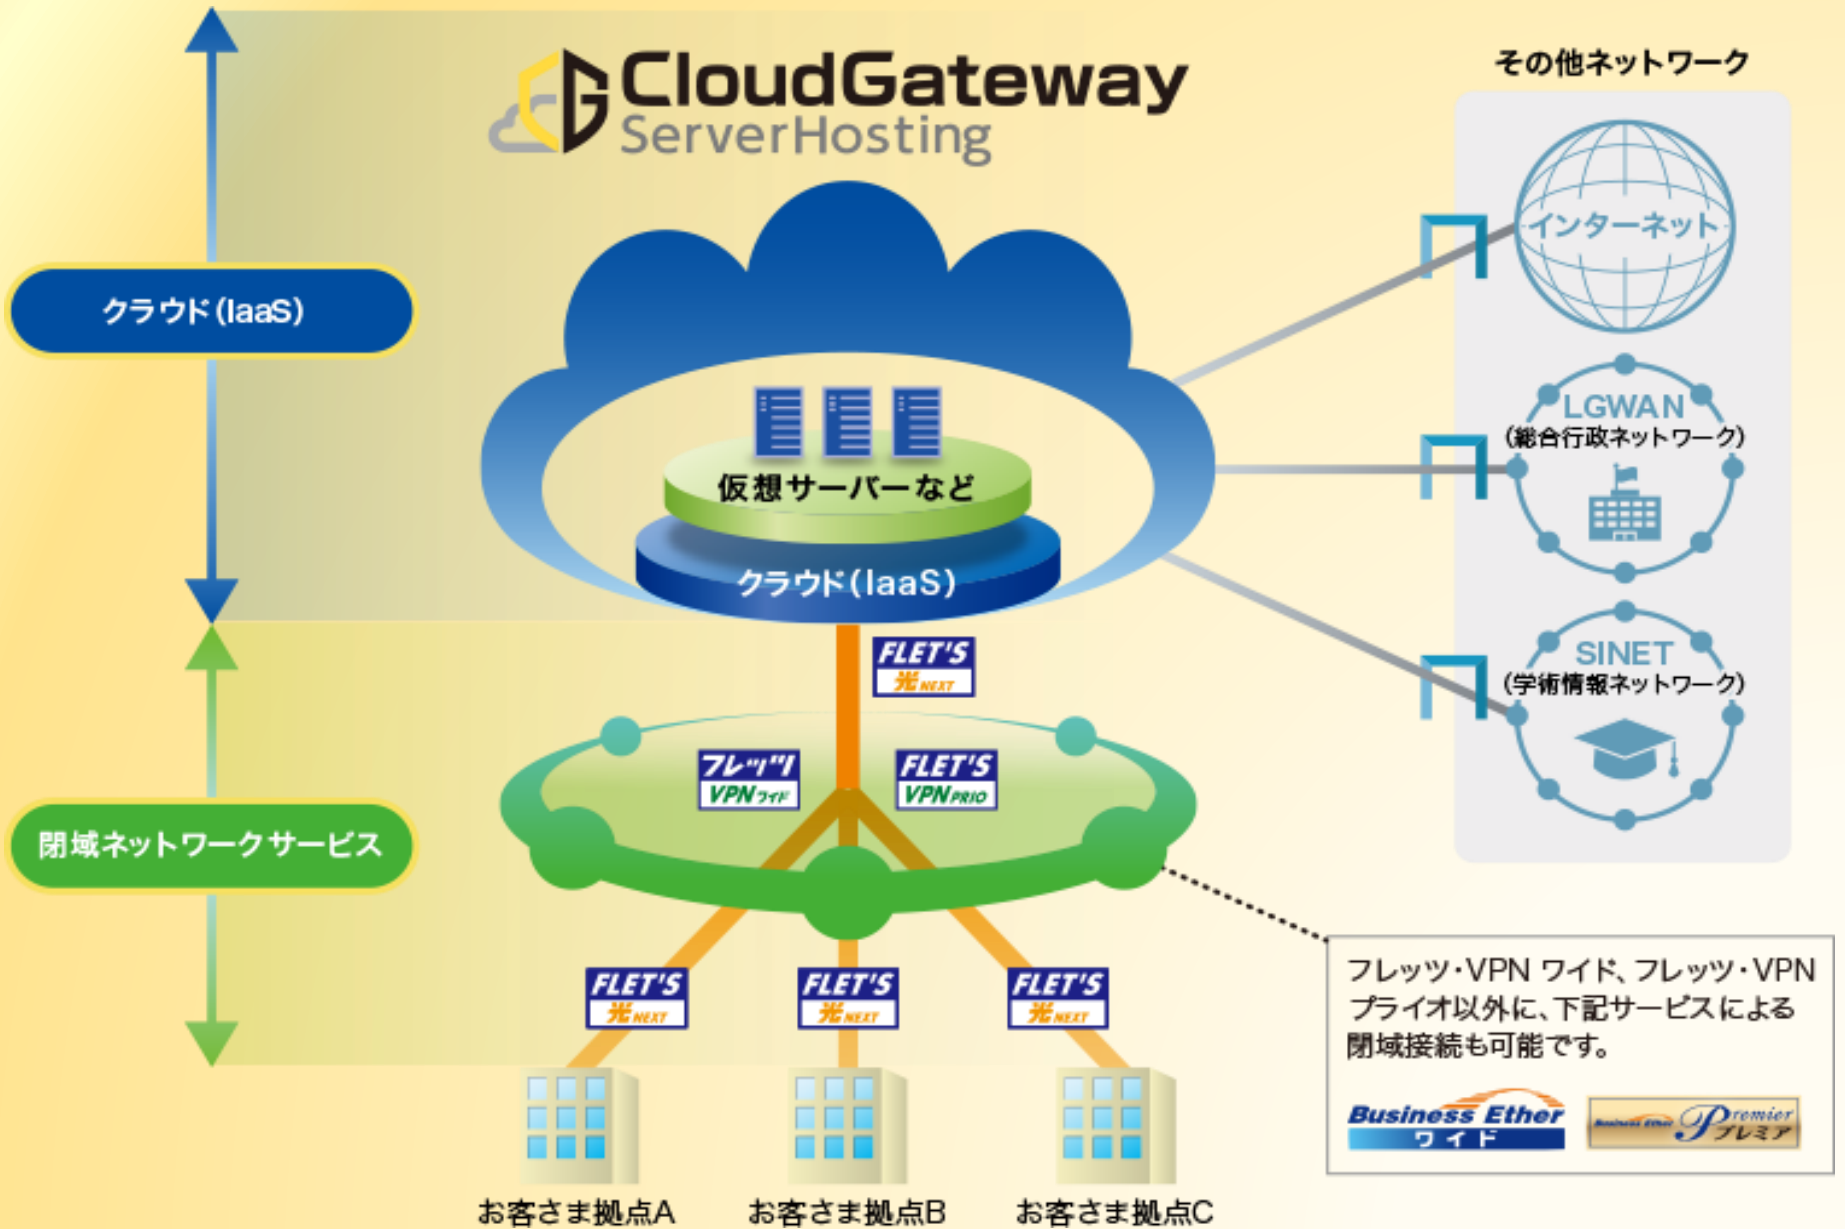 CloudGateway
ServerHosting
その他ネットワーク
インターネット
クラウド(IaaS)
LGWAN
(総合行政ネットワーク)
仮想サーバーなど
クラウド(IaaS)
FLET'S
光NEXT
SINET
(学術情報ネットワーク)
フレッツ
VPNワイド
FLET'S
VPN PRIO
閉域ネットワークサービス
FLET'S
光NEXT
FLET'S
光NEXT
FLET'S
光NEXT
フレッツ・VPN ワイド、フレッツ・VPN
プライオ以外に、下記サービスによる
閉域接続も可能です。
Business Ether
ワイド
Business Ether Premier
プレミア
お客さま拠点A
お客さま拠点B
お客さま拠点C